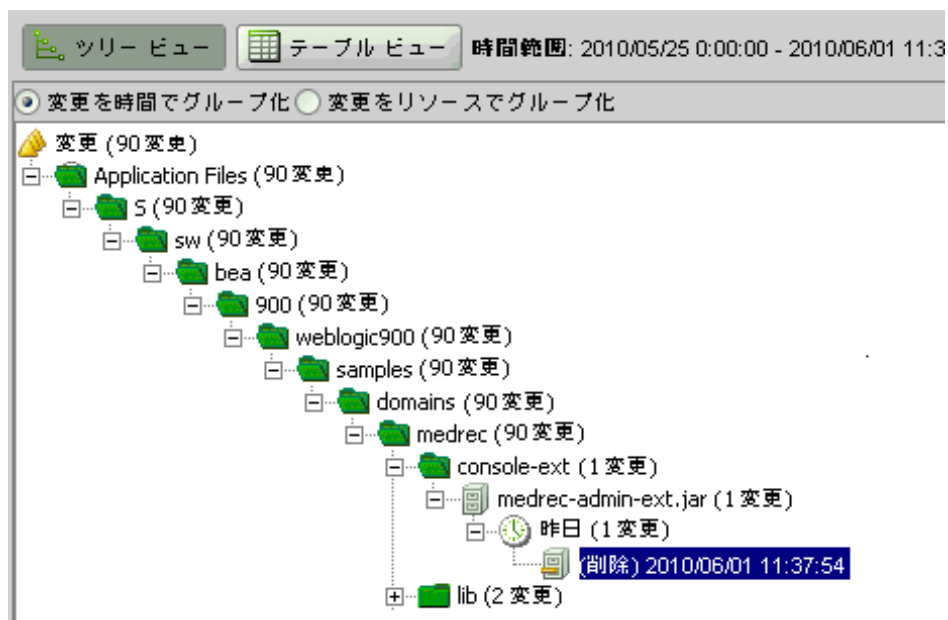 ツリー ビュー テーブル ビュー 時間範囲: 2010/05/25 0:00:00 - 2010/06/01 11:3
変更を時間でグループ化 変更をリソースでグループ化
変更 (90 変更)
Application Files (90 変更)
S (90 変更)
sw (90 変更)
bea (90 変更)
900 (90 変更)
weblogic900 (90 変更)
samples (90 変更)
domains (90 変更)
medrec (90 変更)
console-ext (1 変更)
medrec-admin-ext.jar (1 変更)
昨日 (1 変更)
(削除) 2010/06/01 11:37:54
lib (2 変更)